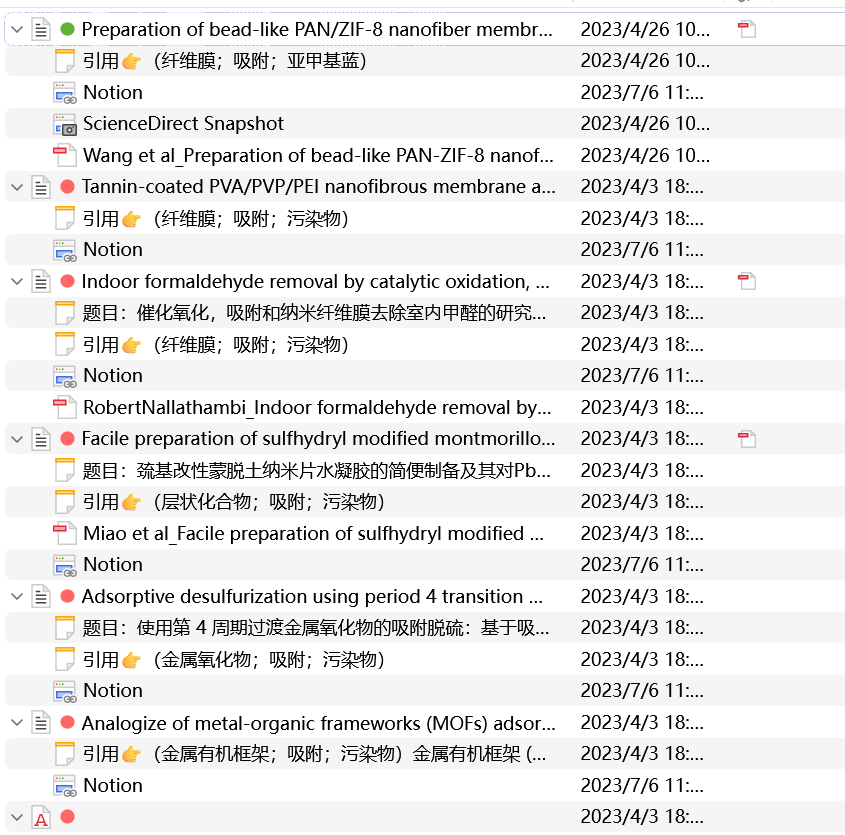 Preparation of bead-like PAN/ZIF-8 nanofiber membr... 2023/4/26 10...
引用👉（纤维膜；吸附；亚甲基蓝） 2023/4/26 10...
Notion 2023/7/6 11:...
ScienceDirect Snapshot 2023/4/26 10...
Wang et al_Preparation of bead-like PAN-ZIF-8 nanof... 2023/4/26 10...
Tannin-coated PVA/PVP/PEI nanofibrous membrane a... 2023/4/3 18:...
引用👉（纤维膜；吸附；污染物） 2023/4/3 18:...
Notion 2023/7/6 11:...
Indoor formaldehyde removal by catalytic oxidation, ... 2023/4/3 18:...
题目：催化氧化，吸附和纳米纤维膜去除室内甲醛的研究... 2023/4/3 18:...
引用👉（纤维膜；吸附；污染物） 2023/4/3 18:...
Notion 2023/7/6 11:...
RobertNallathambi_Indoor formaldehyde removal by... 2023/4/3 18:...
Facile preparation of sulfhydryl modified montmorillo... 2023/4/3 18:...
题目：巯基改性蒙脱土纳米片水凝胶的简便制备及其对Pb... 2023/4/3 18:...
引用👉（层状化合物；吸附；污染物） 2023/4/3 18:...
Miao et al_Facile preparation of sulfhydryl modified ... 2023/4/3 18:...
Notion 2023/7/6 11:...
Adsorptive desulfurization using period 4 transition ... 2023/4/3 18:...
题目：使用第 4 周期过渡金属氧化物的吸附脱硫：基于吸... 2023/4/3 18:...
引用👉（金属氧化物；吸附；污染物） 2023/4/3 18:...
Notion 2023/7/6 11:...
Analogize of metal-organic frameworks (MOFs) adsor... 2023/4/3 18:...
引用👉（金属有机框架；吸附；污染物）金属有机框架 (... 2023/4/3 18:...
Notion 2023/7/6 11:...
2023/4/3 18:...